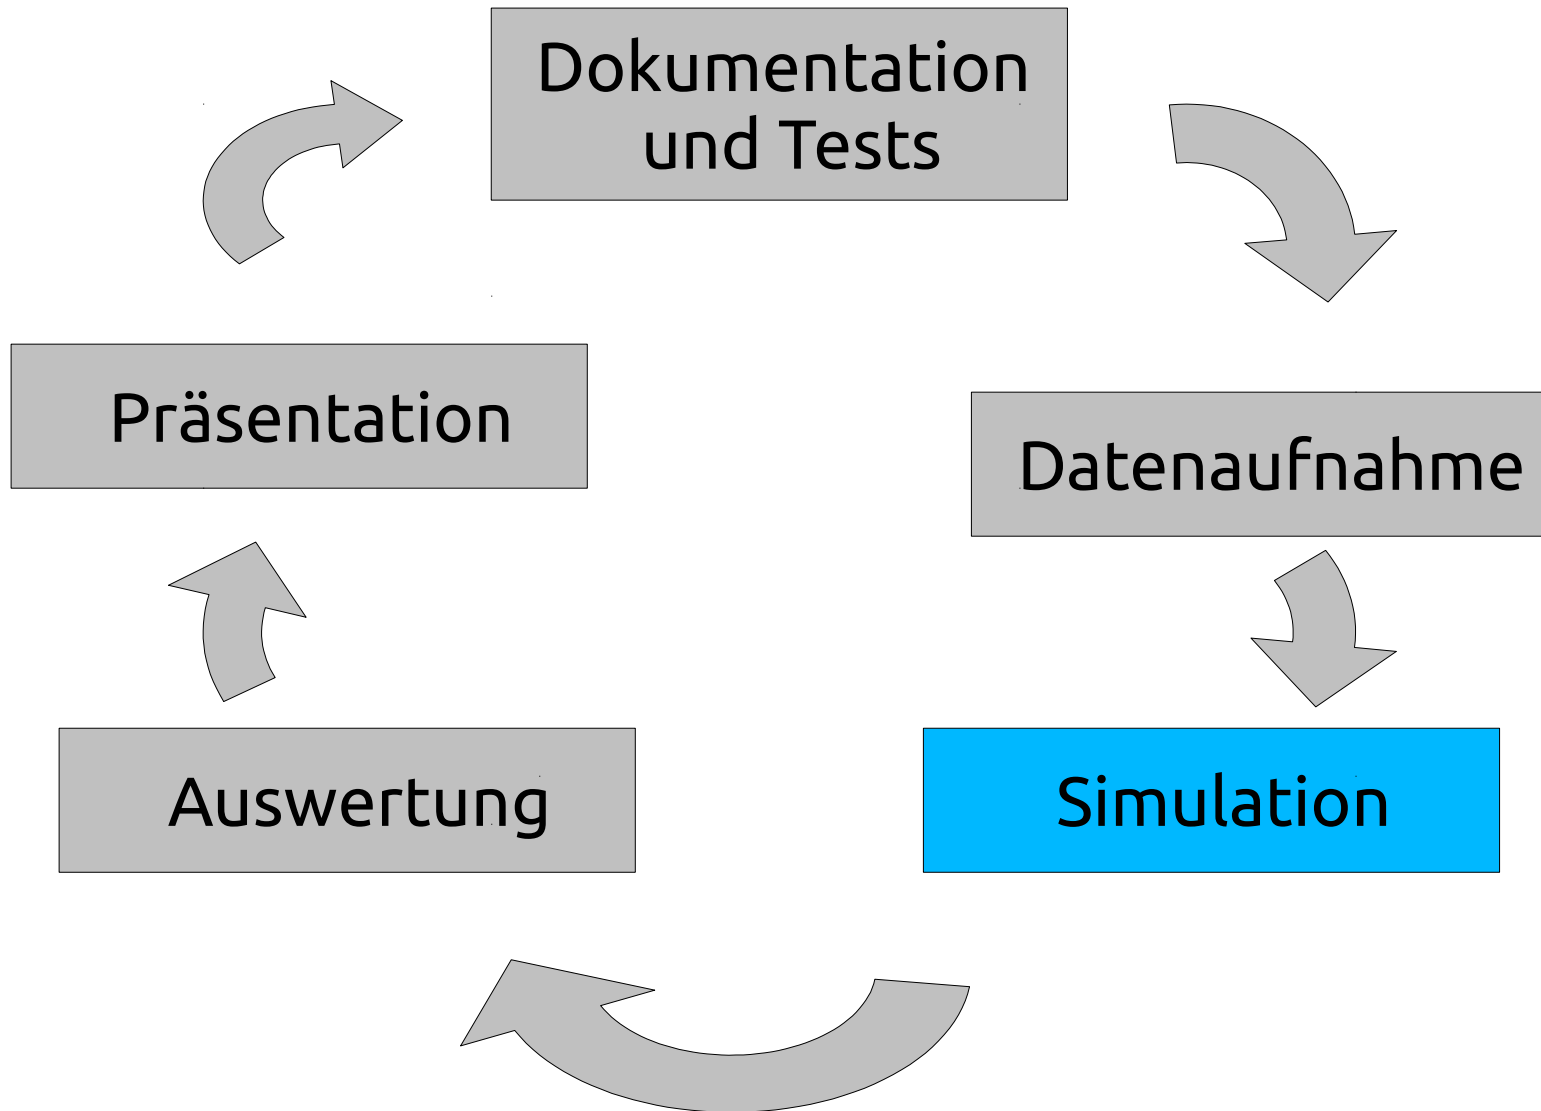 Dokumentation
und Tests
Präsentation
Datenaufnahme
Auswertung
Simulation